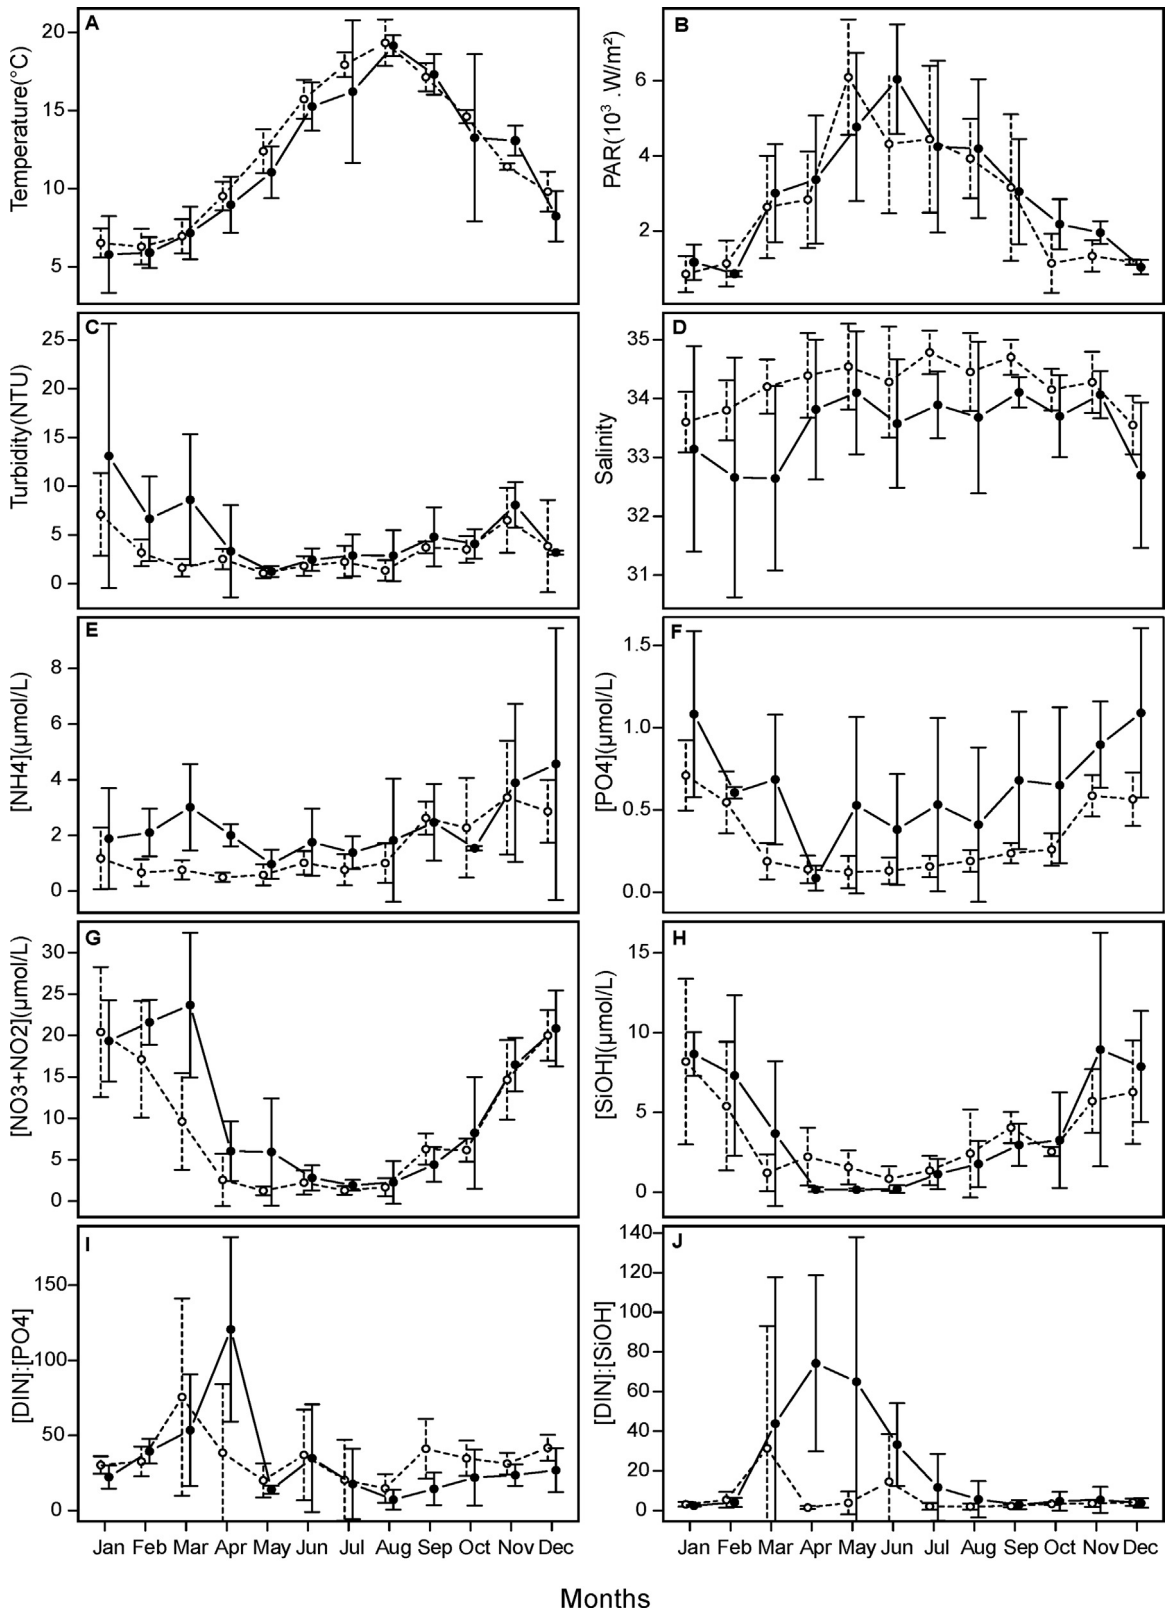 A
Temperature(°C)
20
15
10
5
B
PAR(10³ .W/m²)
6
4
2
C
Turbidity(NTU)
25
20
15
10
5
0
D
Salinity
35
34
33
32
31
E
[NH4](µmol/L)
8
6
4
2
0
F
[PO4](µmol/L)
1.5
1.0
0.5
0.0
G
[NO3+NO2](µmol/L)
30
25
20
15
10
5
0
H
[SiOH](µmol/L)
15
10
5
0
I
[DIN]:[PO4]
150
100
50
0
J
[DIN]:[SiOH]
140
120
100
80
60
40
20
0
Jan Feb Mar Apr May Jun Jul Aug Sep Oct Nov Dec
Jan Feb Mar Apr May Jun Jul Aug Sep Oct Nov Dec
Months